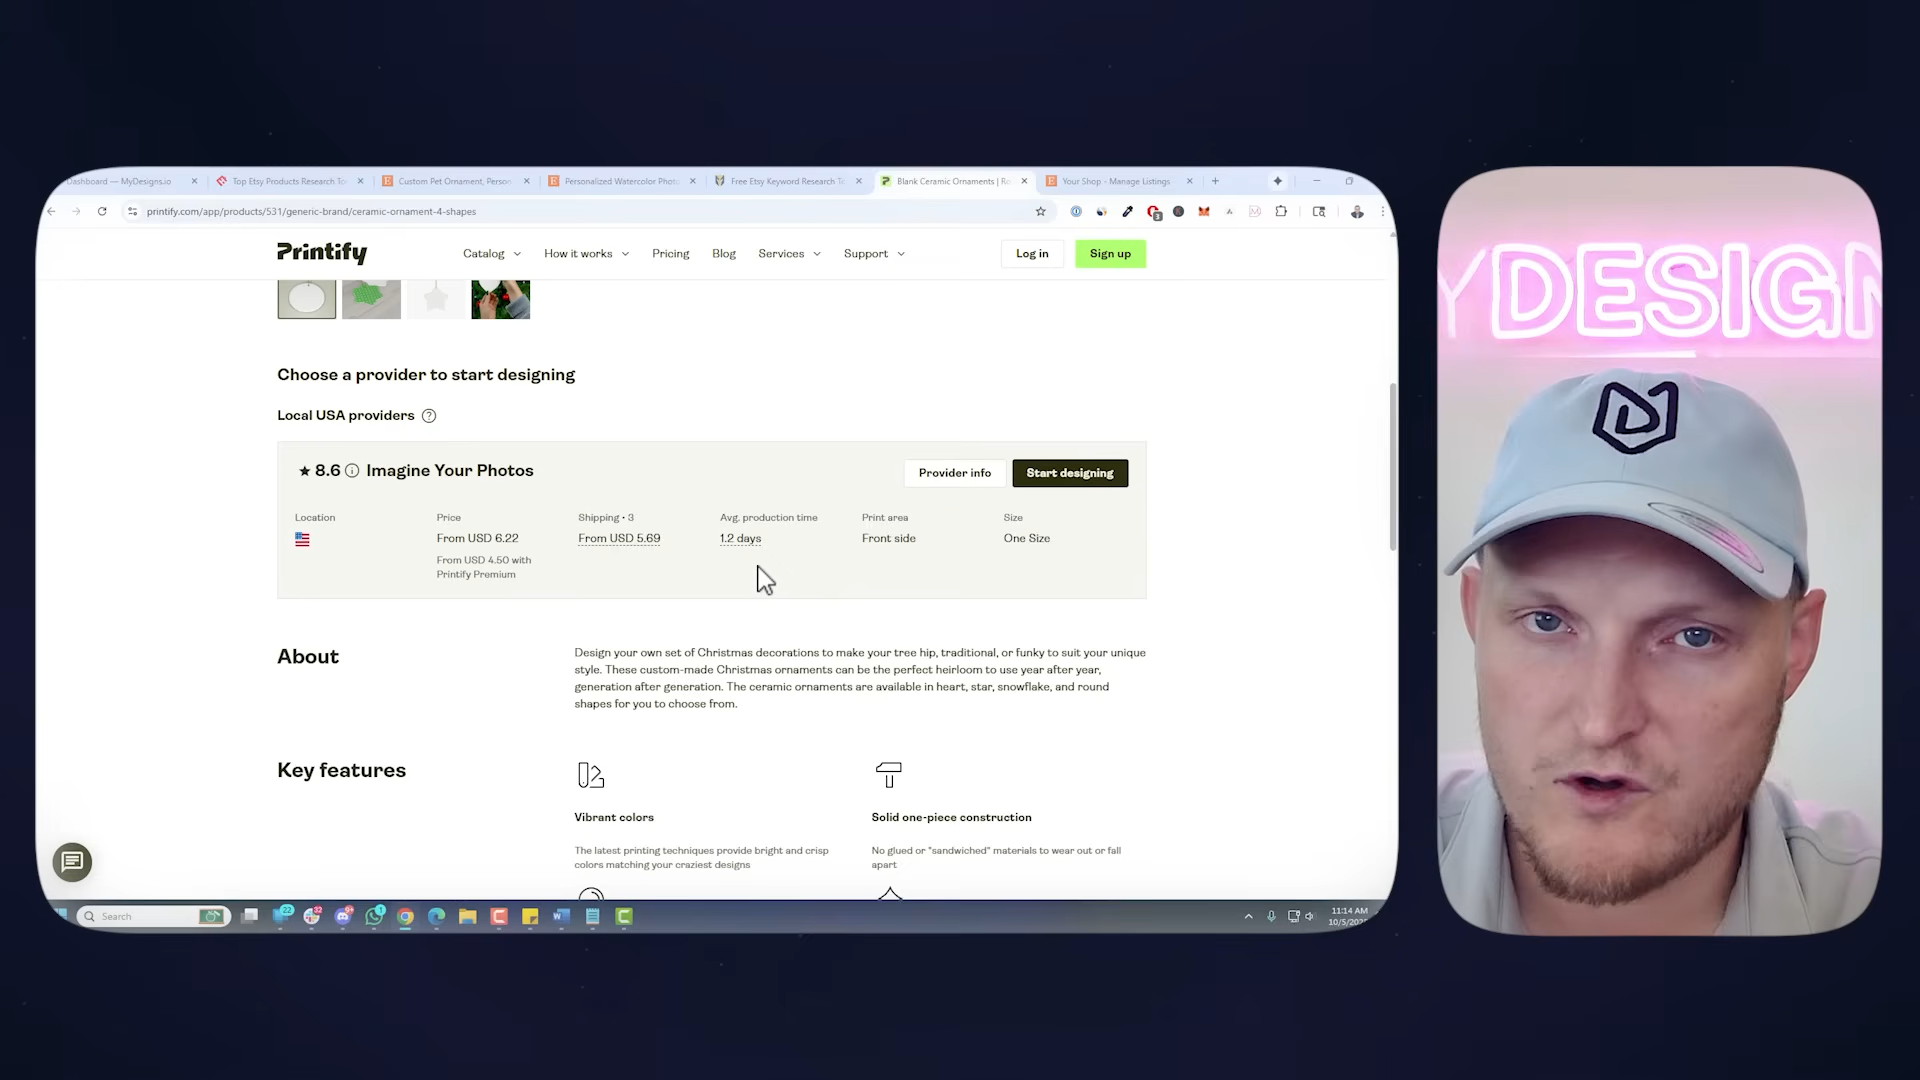 Dashboard — MyDesigns.io
Top Etsy Products Research To
Custom Pet Ornament, Person
Personalized Watercolor Photo
Free Etsy Keyword Research To
Blank Ceramic Ornaments | Re
Your Shop - Manage Listings
printify.com/app/products/531/generic-brand/ceramic-ornament-4-shapes
Printify
Catalog
How it works
Pricing
Blog
Services
Support
Log in
Sign up
Choose a provider to start designing
Local USA providers
8.6 Imagine Your Photos
Provider info
Start designing
Location
Price
Shipping • 3
Avg. production time
Print area
Size
From USD 6.22
From USD 5.69
1.2 days
Front side
One Size
From USD 4.50 with
Printify Premium
About
Design your own set of Christmas decorations to make your tree hip, traditional, or funky to suit your unique
style. These custom-made Christmas ornaments can be the perfect heirloom to use year after year,
generation after generation. The ceramic ornaments are available in heart, star, snowflake, and round
shapes for you to choose from.
Key features
Vibrant colors
Solid one-piece construction
The latest printing techniques provide bright and crisp
colors matching your craziest designs
No glued or "sandwiched" materials to wear out or fall
apart
Search
11:14 AM
10/5/202
YDESIGN